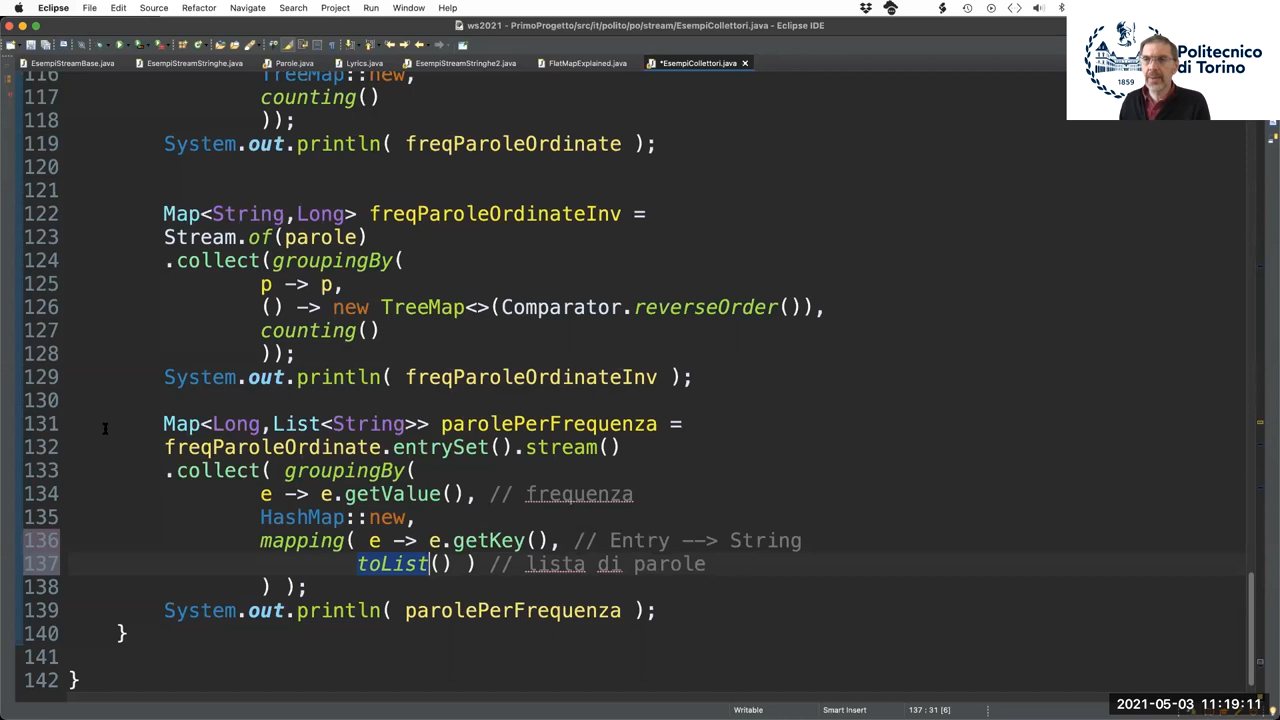 Eclipse File Edit Source Refactor Navigate Search Project Run Window Help
ws2021 - PrimoProgetto/src/it/polito/po/stream/EsempiCollettori.java - Eclipse IDE
EsempiStreamBase.java EsempiStreamStringhe.java Parole.java Lyrics.java EsempiStreamStringhe2.java FlatMapExplained.java *EsempiCollettori.java
Politecnico
di Torino
1859
116 TreeMap::new,
117 counting()
118 ));
119 System.out.println( freqParoleOrdinate );
120
121
122 Map<String,Long> freqParoleOrdinateInv =
123 Stream.of(parole)
124 .collect(groupingBy(
125 p -> p,
126 () -> new TreeMap<>(Comparator.reverseOrder()),
127 counting()
128 ));
129 System.out.println( freqParoleOrdinateInv );
130
131 Map<Long,List<String>> parolePerFrequenza =
132 freqParoleOrdinate.entrySet().stream()
133 .collect( groupingBy(
134 e -> e.getValue(), // frequenza
135 HashMap::new,
136 mapping( e -> e.getKey(), // Entry --> String
137 toList() ) // lista di parole
138 ) );
139 System.out.println( parolePerFrequenza );
140 }
141
142 }
Writable Smart Insert 137 : 31 [6]
2021-05-03 11:19:11